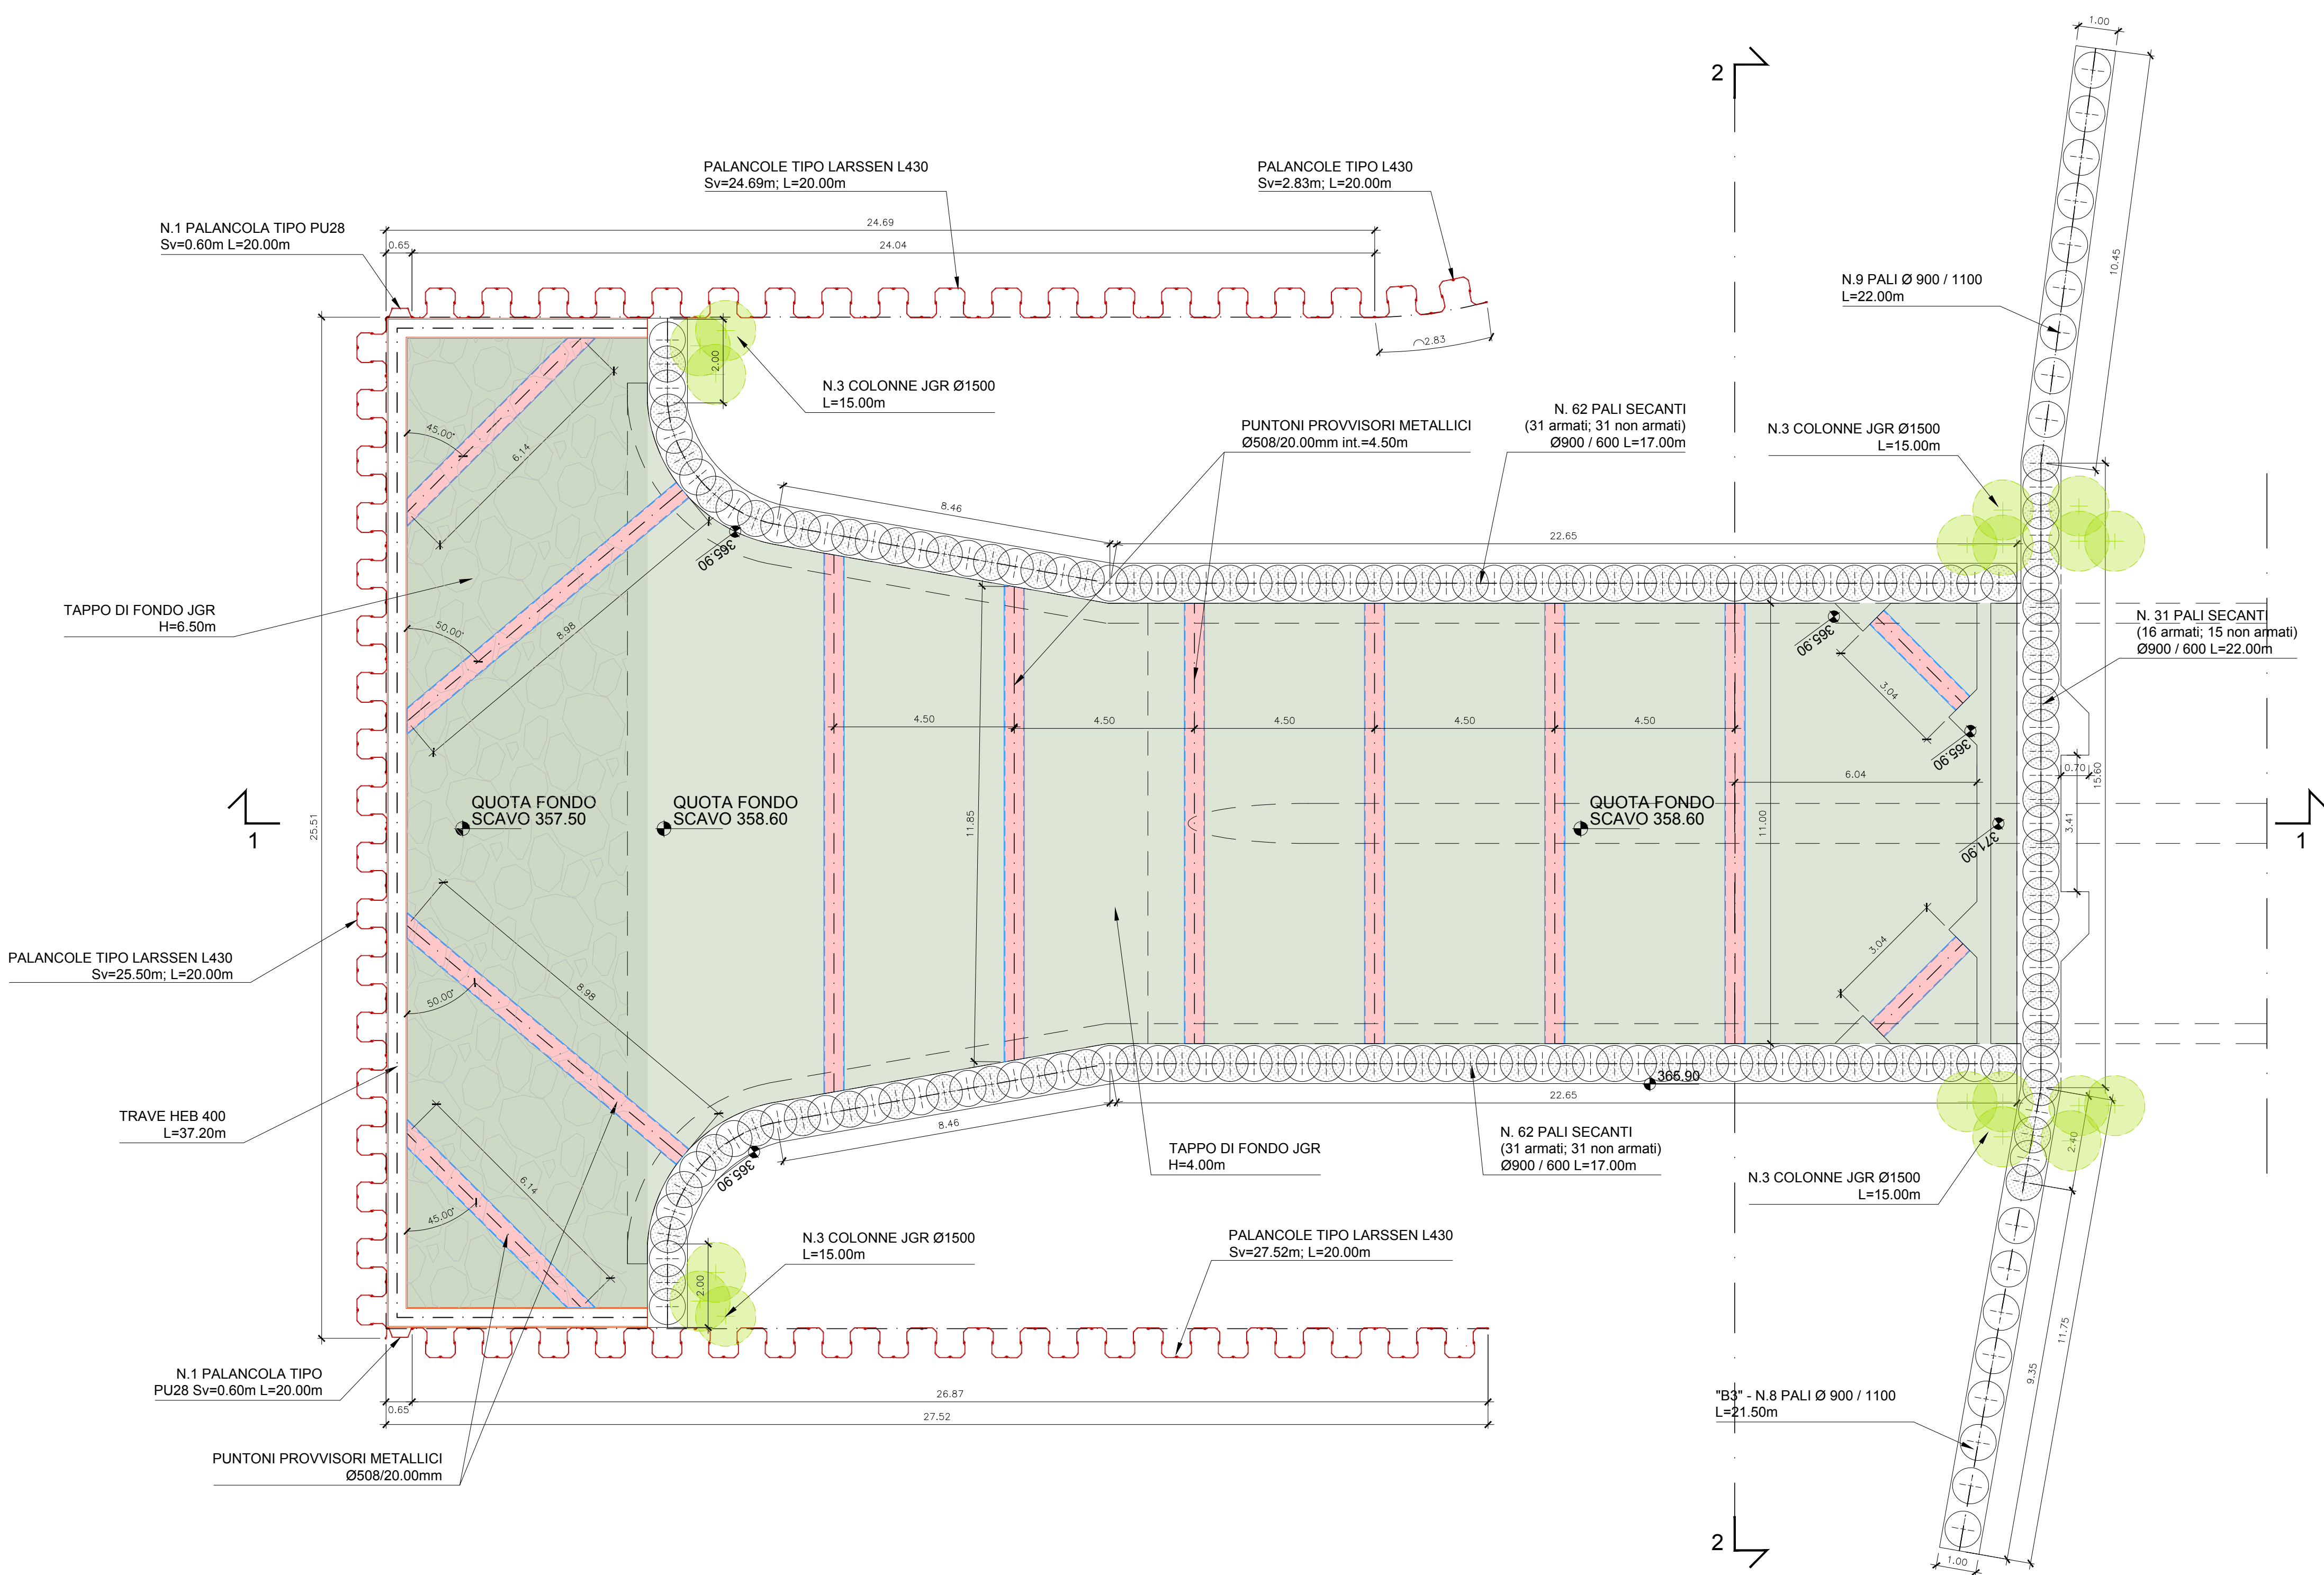 1.00
2
PALANCOLE TIPO LARSSEN L430
Sv=24.69m; L=20.00m
PALANCOLE TIPO L430
Sv=2.83m; L=20.00m
N.1 PALANCOLA TIPO PU28
Sv=0.60m L=20.00m
24.69
0.65
24.04
10.45
N.9 PALI Ø 900 / 1100
L=22.00m
2.83
2.00
N.3 COLONNE JGR Ø1500
L=15.00m
PUNTONI PROVVISORI METALLICI
Ø508/20.00mm int.=4.50m
N. 62 PALI SECANTI
(31 armati; 31 non armati)
Ø900 / 600 L=17.00m
N.3 COLONNE JGR Ø1500
L=15.00m
45.00°
6.14
8.46
22.65
365.90
TAPPO DI FONDO JGR
H=6.50m
50.00°
8.98
365.90
N. 31 PALI SECANTI
(16 armati; 15 non armati)
Ø900 / 600 L=22.00m
3.04
4.50
4.50
4.50
4.50
4.50
365.90
6.04
0.70
15.60
25.51
QUOTA FONDO
SCAVO 357.50
QUOTA FONDO
SCAVO 358.60
11.85
QUOTA FONDO
SCAVO 358.60
11.00
371.90
3.41
1
1
PALANCOLE TIPO LARSSEN L430
Sv=25.50m; L=20.00m
50.00°
8.98
3.04
TRAVE HEB 400
L=37.20m
365.90
22.65
8.46
TAPPO DI FONDO JGR
H=4.00m
N. 62 PALI SECANTI
(31 armati; 31 non armati)
Ø900 / 600 L=17.00m
2.40
N.3 COLONNE JGR Ø1500
L=15.00m
365.90
6.14
45.00°
N.3 COLONNE JGR Ø1500
L=15.00m
2.00
PALANCOLE TIPO LARSSEN L430
Sv=27.52m; L=20.00m
11.75
9.35
N.1 PALANCOLA TIPO
PU28 Sv=0.60m L=20.00m
0.65
26.87
27.52
"B3" - N.8 PALI Ø 900 / 1100
L=21.50m
PUNTONI PROVVISORI METALLICI
Ø508/20.00mm
2
1.00